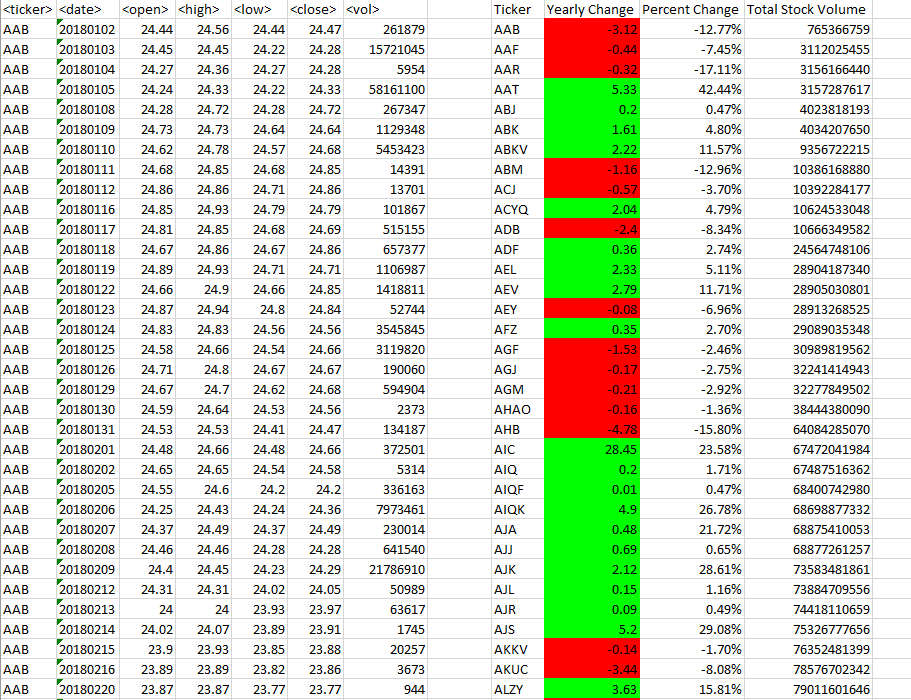 <ticker> <date> <open> <high> <low> <close> <vol> Ticker Yearly Change Percent Change Total Stock Volume
AAB 20180102 24.44 24.56 24.44 24.47 261879 AAB -3.12 -12.77% 765366759
AAB 20180103 24.45 24.45 24.22 24.28 15721045 AAF -0.44 -7.45% 3112025455
AAB 20180104 24.27 24.36 24.27 24.28 5954 AAR -0.32 -17.11% 3156166440
AAB 20180105 24.24 24.33 24.22 24.33 58161100 AAT 5.33 42.44% 3157287617
AAB 20180108 24.28 24.72 24.28 24.72 267347 ABJ 0.2 0.47% 4023818193
AAB 20180109 24.73 24.73 24.64 24.64 1129348 ABK 1.61 4.80% 4034207650
AAB 20180110 24.62 24.78 24.57 24.68 5453423 ABKV 2.22 11.57% 9356722215
AAB 20180111 24.68 24.85 24.68 24.85 14391 ABM -1.16 -12.96% 10386168880
AAB 20180112 24.86 24.86 24.71 24.86 13701 ACJ -0.57 -3.70% 10392284177
AAB 20180116 24.85 24.93 24.79 24.79 101867 ACYQ 2.04 4.79% 10624533048
AAB 20180117 24.81 24.85 24.68 24.69 515155 ADB -2.4 -8.34% 10666349582
AAB 20180118 24.67 24.86 24.67 24.86 657377 ADF 0.36 2.74% 24564748106
AAB 20180119 24.89 24.93 24.71 24.71 1106987 AEL 2.33 5.11% 28904187340
AAB 20180122 24.66 24.9 24.66 24.85 1418811 AEV 2.79 11.71% 28905030801
AAB 20180123 24.87 24.94 24.8 24.84 52744 AEY -0.08 -6.96% 28913268525
AAB 20180124 24.83 24.83 24.56 24.56 3545845 AFZ 0.35 2.70% 29089035348
AAB 20180125 24.58 24.66 24.54 24.66 3119820 AGF -1.53 -2.46% 30989819562
AAB 20180126 24.71 24.8 24.67 24.67 190060 AGJ -0.17 -2.75% 32241414943
AAB 20180129 24.67 24.7 24.62 24.68 594904 AGM -0.21 -2.92% 32277849502
AAB 20180130 24.59 24.64 24.53 24.56 2373 AHAO -0.16 -1.36% 38444380090
AAB 20180131 24.53 24.53 24.41 24.47 134187 AHB -4.78 -15.80% 64084285070
AAB 20180201 24.48 24.66 24.48 24.66 372501 AIC 28.45 23.58% 67472041984
AAB 20180202 24.65 24.65 24.54 24.58 5314 AIQ 0.2 1.71% 67487516362
AAB 20180205 24.55 24.6 24.2 24.2 336163 AIQF 0.01 0.47% 68400742980
AAB 20180206 24.25 24.43 24.24 24.36 7973461 AIQK 4.9 26.78% 68698877332
AAB 20180207 24.37 24.49 24.37 24.49 230014 AJA 0.48 21.72% 68875410053
AAB 20180208 24.46 24.46 24.28 24.28 641540 AJJ 0.69 0.65% 68877261257
AAB 20180209 24.4 24.45 24.23 24.29 21786910 AJK 2.12 28.61% 73583481861
AAB 20180212 24.31 24.31 24.02 24.05 50989 AJL 0.15 1.16% 73884709556
AAB 20180213 24 24 23.93 23.97 63617 AJR 0.09 0.49% 74418110659
AAB 20180214 24.02 24.07 23.89 23.91 1745 AJS 5.2 29.08% 75326777656
AAB 20180215 23.9 23.93 23.85 23.88 20257 AKKV -0.14 -1.70% 76352481399
AAB 20180216 23.89 23.89 23.82 23.86 3673 AKUC -3.44 -8.08% 78576702342
AAB 20180220 23.87 23.87 23.77 23.77 944 ALZY 3.63 15.81% 79011601646